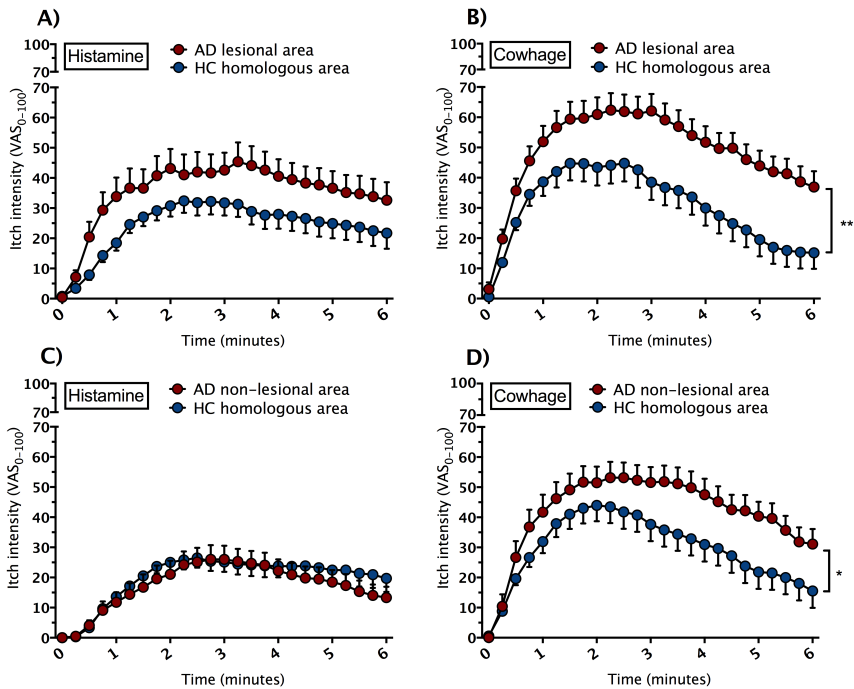 A)
Histamine
AD lesional area
HC homologous area
100
70
70
60
50
40
30
20
10
0
Itch intensity (VAS0–100)
0 1 2 3 4 5 6
Time (minutes)
B)
Cowhage
AD lesional area
HC homologous area
100
70
70
60
50
40
30
20
10
0
Itch intensity (VAS0–100)
**
0 1 2 3 4 5 6
Time (minutes)
C)
Histamine
AD non-lesional area
HC homologous area
100
70
70
60
50
40
30
20
10
0
Itch intensity (VAS0–100)
0 1 2 3 4 5 6
Time (minutes)
D)
Cowhage
AD non-lesional area
HC homologous area
100
70
70
60
50
40
30
20
10
0
Itch intensity (VAS0–100)
*
0 1 2 3 4 5 6
Time (minutes)